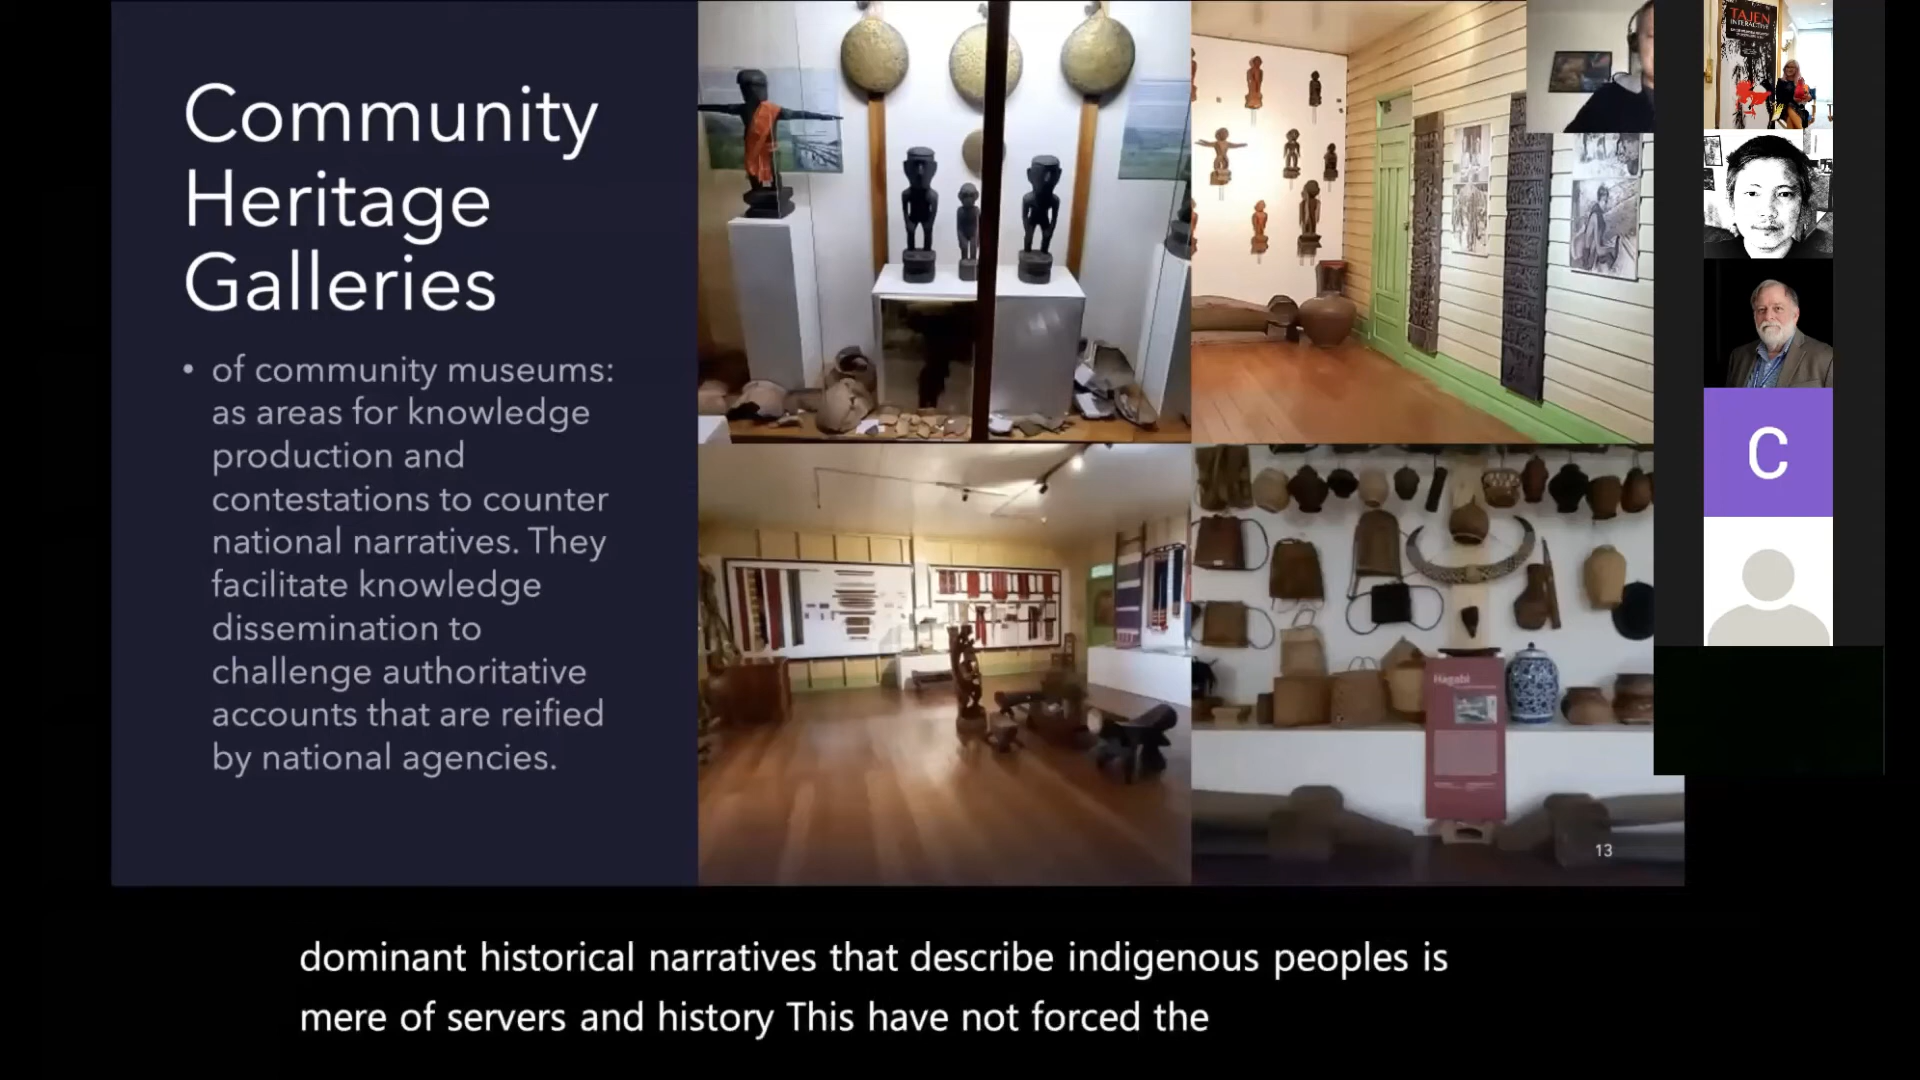 Community
Heritage
Galleries
• of community museums:
as areas for knowledge
production and
contestations to counter
national narratives. They
facilitate knowledge
dissemination to
challenge authoritative
accounts that are reified
by national agencies.
Hagabi
13
TAJEN
INTERACTIVE
C
dominant historical narratives that describe indigenous peoples is
mere of servers and history This have not forced the